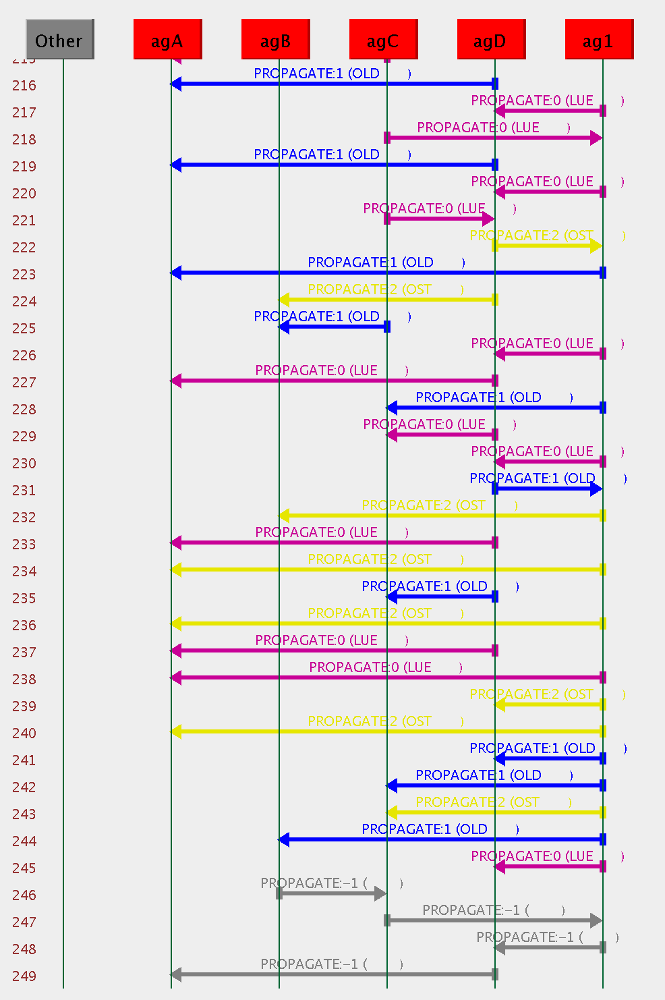 Other agA agB agC agD ag1
215
216 PROPAGATE:1 (OLD )
217 PROPAGATE:0 (LUE )
218 PROPAGATE:0 (LUE )
219 PROPAGATE:1 (OLD )
220 PROPAGATE:0 (LUE )
221 PROPAGATE:0 (LUE )
222 PROPAGATE:2 (OST )
223 PROPAGATE:1 (OLD )
224 PROPAGATE:2 (OST )
225 PROPAGATE:1 (OLD )
226 PROPAGATE:0 (LUE )
227 PROPAGATE:0 (LUE )
228 PROPAGATE:1 (OLD )
229 PROPAGATE:0 (LUE )
230 PROPAGATE:0 (LUE )
231 PROPAGATE:1 (OLD )
232 PROPAGATE:2 (OST )
233 PROPAGATE:0 (LUE )
234 PROPAGATE:2 (OST )
235 PROPAGATE:1 (OLD )
236 PROPAGATE:2 (OST )
237 PROPAGATE:0 (LUE )
238 PROPAGATE:0 (LUE )
239 PROPAGATE:2 (OST )
240 PROPAGATE:2 (OST )
241 PROPAGATE:1 (OLD )
242 PROPAGATE:1 (OLD )
243 PROPAGATE:2 (OST )
244 PROPAGATE:1 (OLD )
245 PROPAGATE:0 (LUE )
246 PROPAGATE:−1 ( )
247 PROPAGATE:−1 ( )
248 PROPAGATE:−1 ( )
249 PROPAGATE:−1 ( )